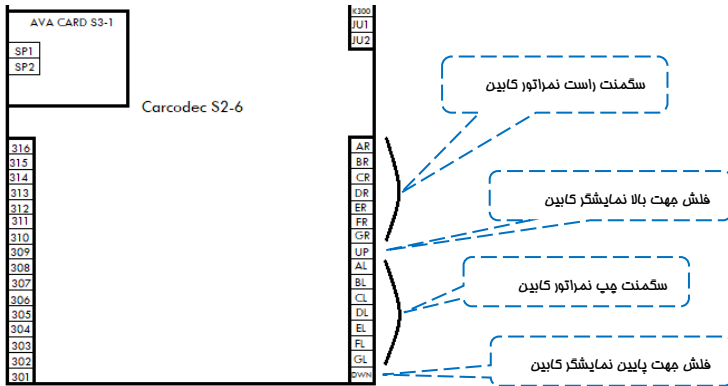 K300
JU1
JU2
AVA CARD S3-1
SP1
SP2
Carcodec S2-6
316
315
314
313
312
311
310
309
308
307
306
305
304
303
302
301
AR
BR
CR
DR
ER
FR
GR
UP
AL
BL
CL
DL
EL
FL
GL
DWN
سگمنت راست نمراتور کابین
فلش جهت بالا نمایشگر کابین
سگمنت چپ نمراتور کابین
فلش جهت پایین نمایشگر کابین